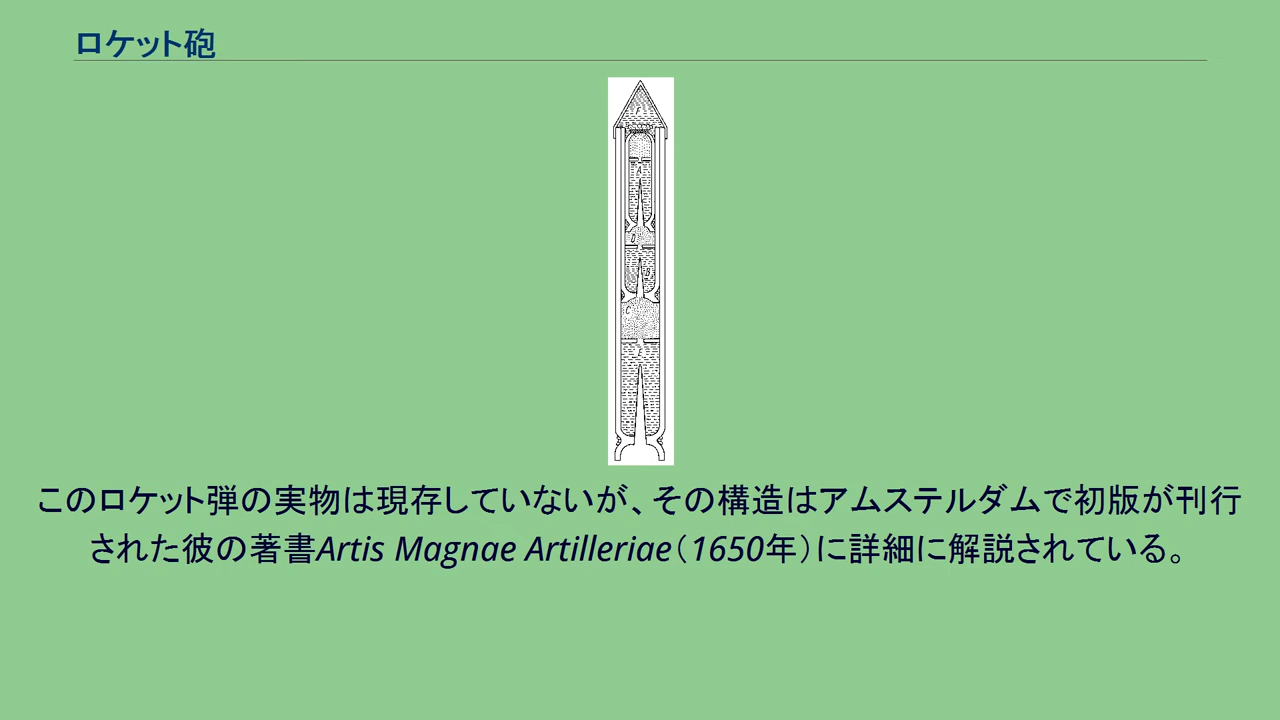 ロケット砲
このロケット弾の実物は現存していないが、その構造はアムステルダムで初版が刊行
された彼の著書Artis Magnae Artilleriae（1650年）に詳細に解説されている。